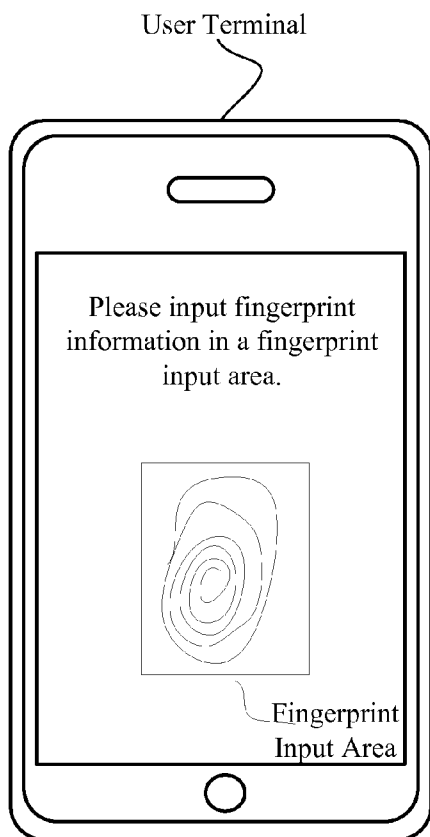 User Terminal
Please input fingerprint
information in a fingerprint
input area.
Fingerprint
Input Area